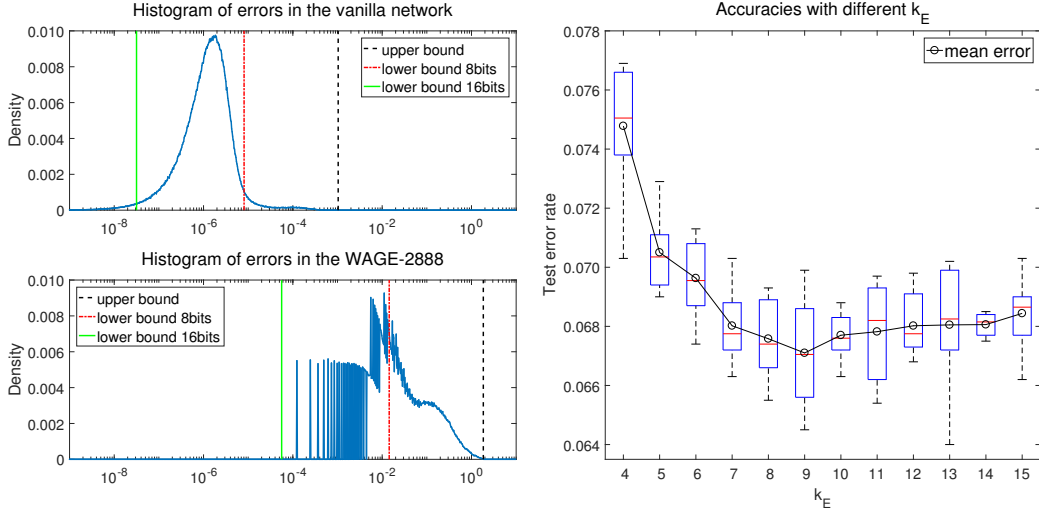 Histogram of errors in the vanilla network
0.010
0.008
0.006
0.004
0.002
0
Density
upper bound
lower bound 8bits
lower bound 16bits
10^-8
10^-6
10^-4
10^-2
10^0
Histogram of errors in the WAGE-2888
0.010
0.008
0.006
0.004
0.002
0
Density
upper bound
lower bound 8bits
lower bound 16bits
10^-8
10^-6
10^-4
10^-2
10^0
Accuracies with different k_E
0.078
0.076
0.074
0.072
0.070
0.068
0.066
0.064
Test error rate
mean error
4 5 6 7 8 9 10 11 12 13 14 15
k_E